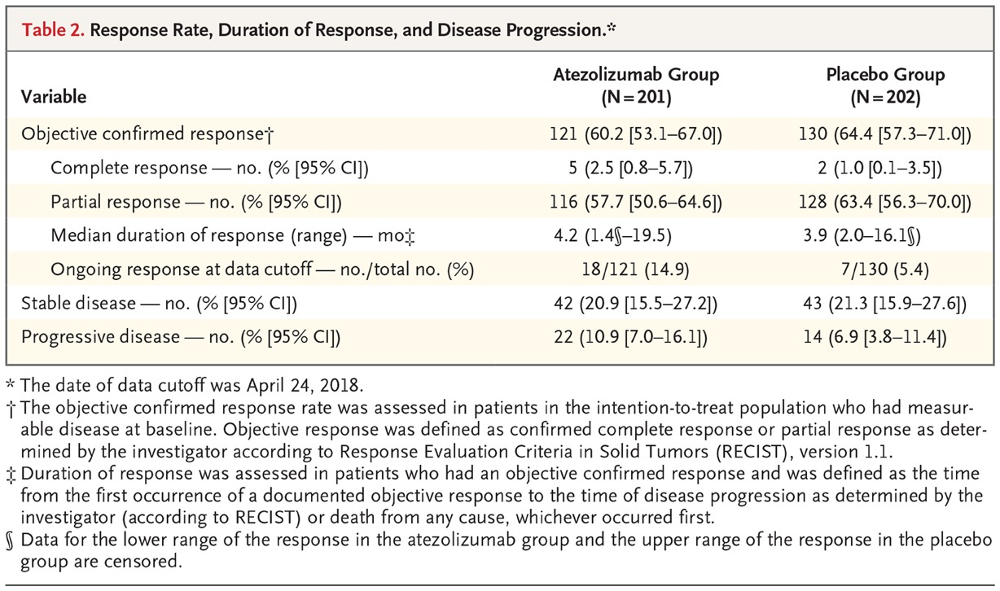 Table 2. Response Rate, Duration of Response, and Disease Progression.*
Atezolizumab Group Placebo Group
Variable (N=201) (N=202)
Objective confirmed response† 121 (60.2 [53.1–67.0]) 130 (64.4 [57.3–71.0])
Complete response — no. (% [95% CI]) 5 (2.5 [0.8–5.7]) 2 (1.0 [0.1–3.5])
Partial response — no. (% [95% CI]) 116 (57.7 [50.6–64.6]) 128 (63.4 [56.3–70.0])
Median duration of response (range) — mo‡ 4.2 (1.4§–19.5) 3.9 (2.0–16.1§)
Ongoing response at data cutoff — no./total no. (%) 18/121 (14.9) 7/130 (5.4)
Stable disease — no. (% [95% CI]) 42 (20.9 [15.5–27.2]) 43 (21.3 [15.9–27.6])
Progressive disease — no. (% [95% CI]) 22 (10.9 [7.0–16.1]) 14 (6.9 [3.8–11.4])
* The date of data cutoff was April 24, 2018.
† The objective confirmed response rate was assessed in patients in the intention-to-treat population who had measur-
able disease at baseline. Objective response was defined as confirmed complete response or partial response as deter-
mined by the investigator according to Response Evaluation Criteria in Solid Tumors (RECIST), version 1.1.
‡ Duration of response was assessed in patients who had an objective confirmed response and was defined as the time
from the first occurrence of a documented objective response to the time of disease progression as determined by the
investigator (according to RECIST) or death from any cause, whichever occurred first.
§ Data for the lower range of the response in the atezolizumab group and the upper range of the response in the placebo
group are censored.